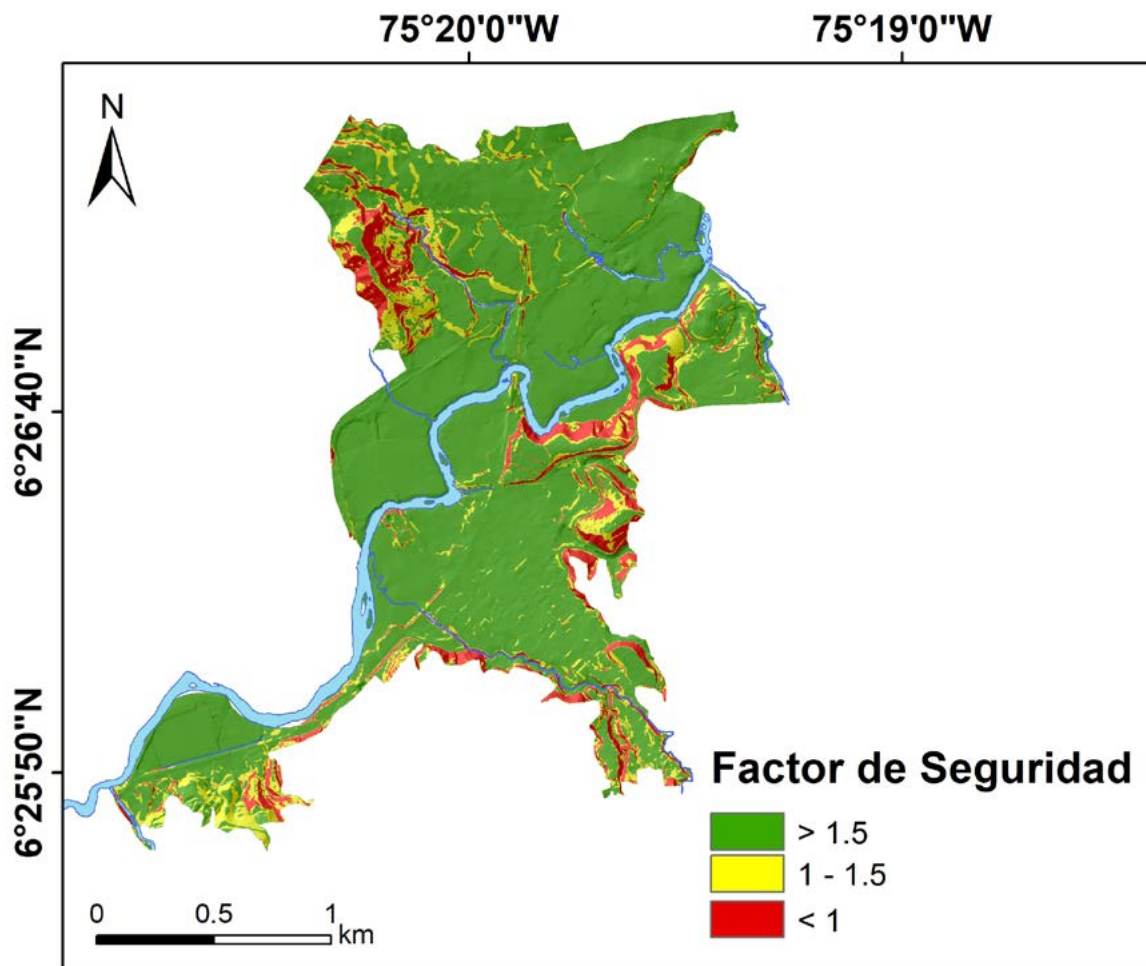 75°20'0"W
75°19'0"W
N
6°26'40"N
6°25'50"N
Factor de Seguridad
> 1.5
1 - 1.5
< 1
0 0.5 1
km